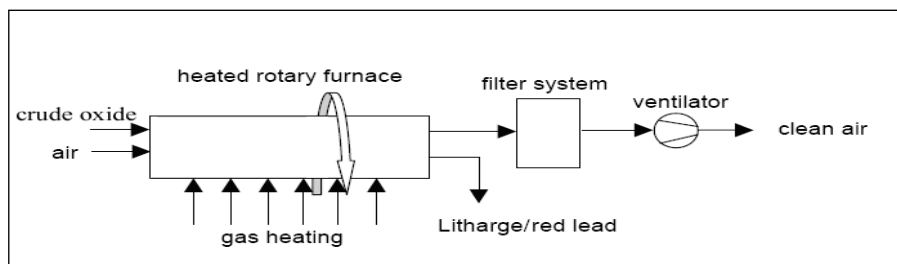 heated rotary furnace
filter system
ventilator
crude oxide
air
clean air
gas heating
Litharge/red lead